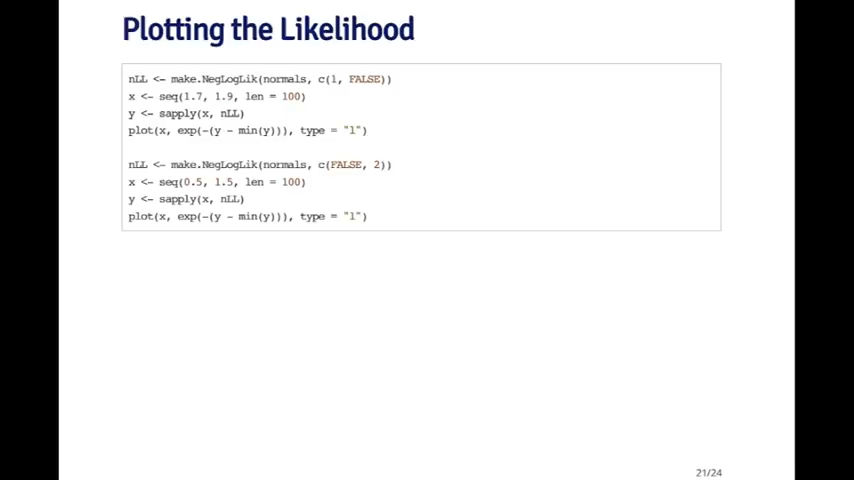 Plotting the Likelihood
nLL <- make.NegLogLik(normals, c(1, FALSE))
x <- seq(1.7, 1.9, len = 100)
y <- sapply(x, nLL)
plot(x, exp(-(y - min(y))), type = "l")
nLL <- make.NegLogLik(normals, c(FALSE, 2))
x <- seq(0.5, 1.5, len = 100)
y <- sapply(x, nLL)
plot(x, exp(-(y - min(y))), type = "l")
21/24